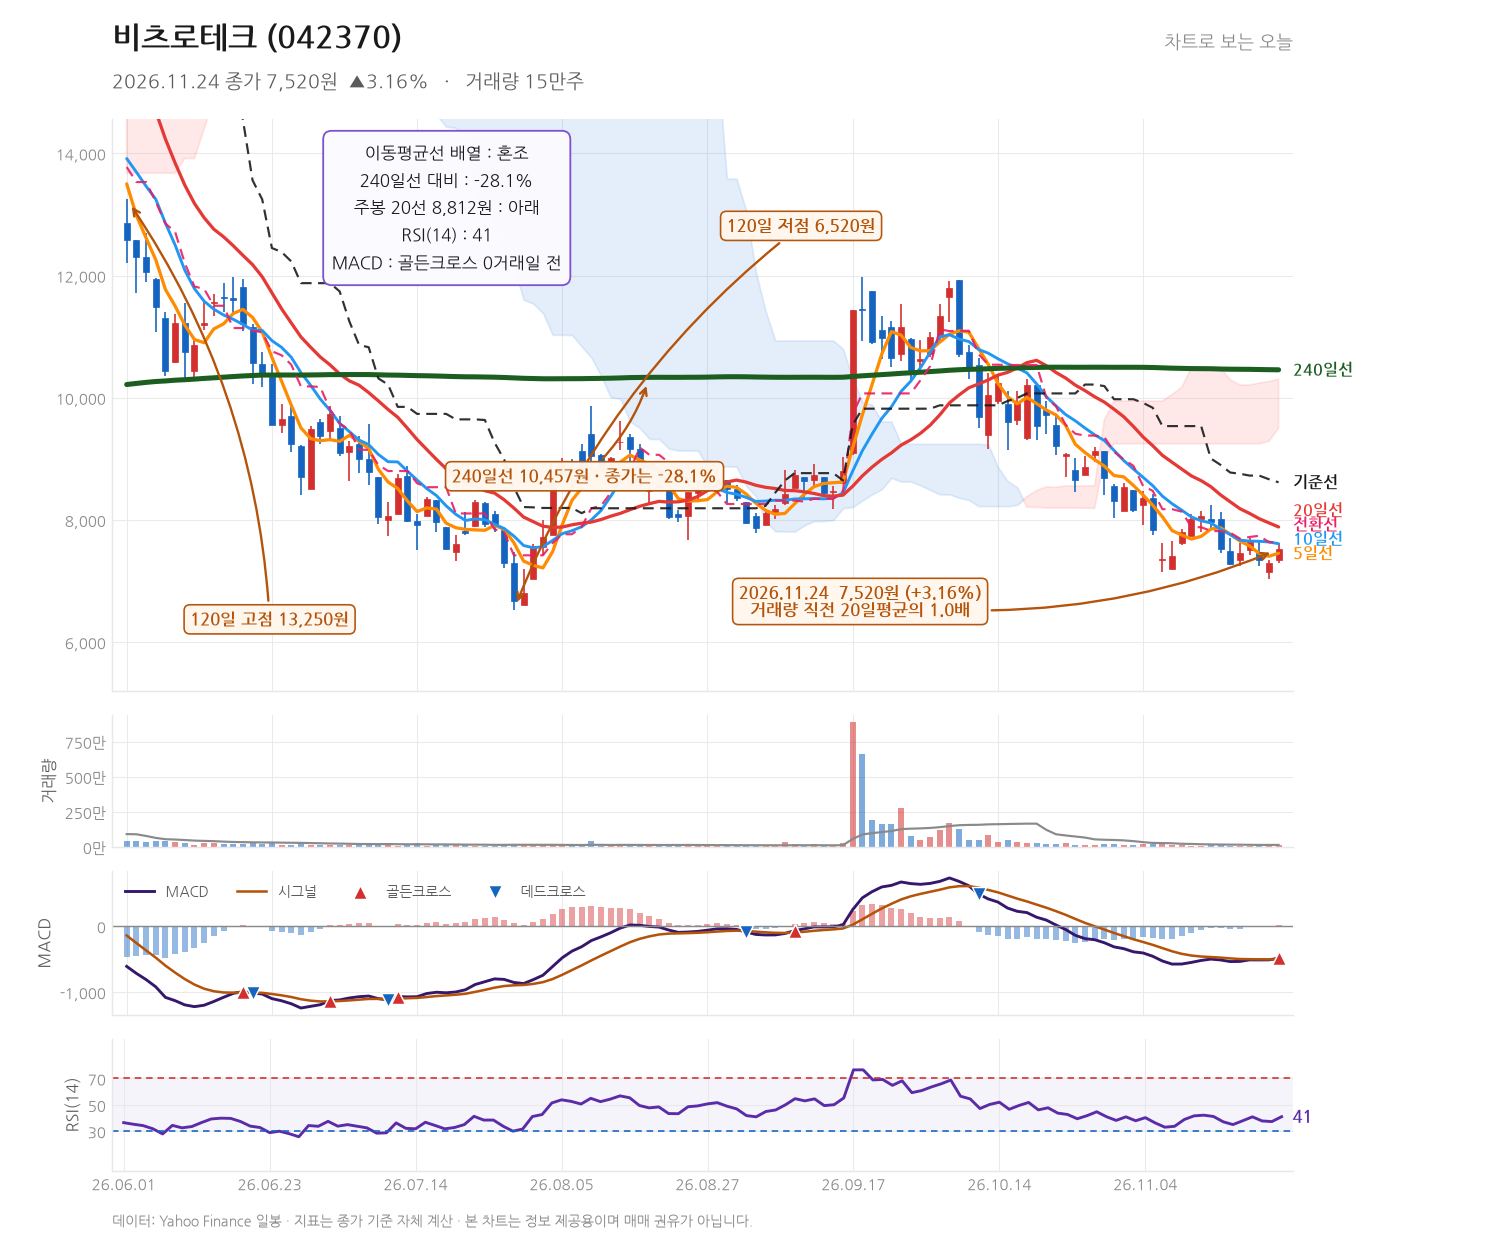 비츠로테크 (042370)
차트로 보는 오늘
2026.11.24 종가 7,520원 ▲3.16% · 거래량 15만주
이동평균선 배열 : 혼조
240일선 대비 : -28.1%
주봉 20선 8,812원 : 아래
RSI(14) : 41
MACD : 골든크로스 0거래일 전
120일 저점 6,520원
240일선 10,457원 · 종가는 -28.1%
120일 고점 13,250원
2026.11.24 7,520원 (+3.16%)
거래량 직전 20일평균의 1.0배
14,000
12,000
10,000
8,000
6,000
240일선
기준선
20일선
전환선
10일선
5일선
거래량
750만
500만
250만
0만
MACD
MACD
시그널
골든크로스
데드크로스
0
-1,000
RSI(14)
70
50
30
41
26.06.01
26.06.23
26.07.14
26.08.05
26.08.27
26.09.17
26.10.14
26.11.04
데이터: Yahoo Finance 일봉 · 지표는 종가 기준 자체 계산 · 본 차트는 정보 제공용이며 매매 권유가 아닙니다.